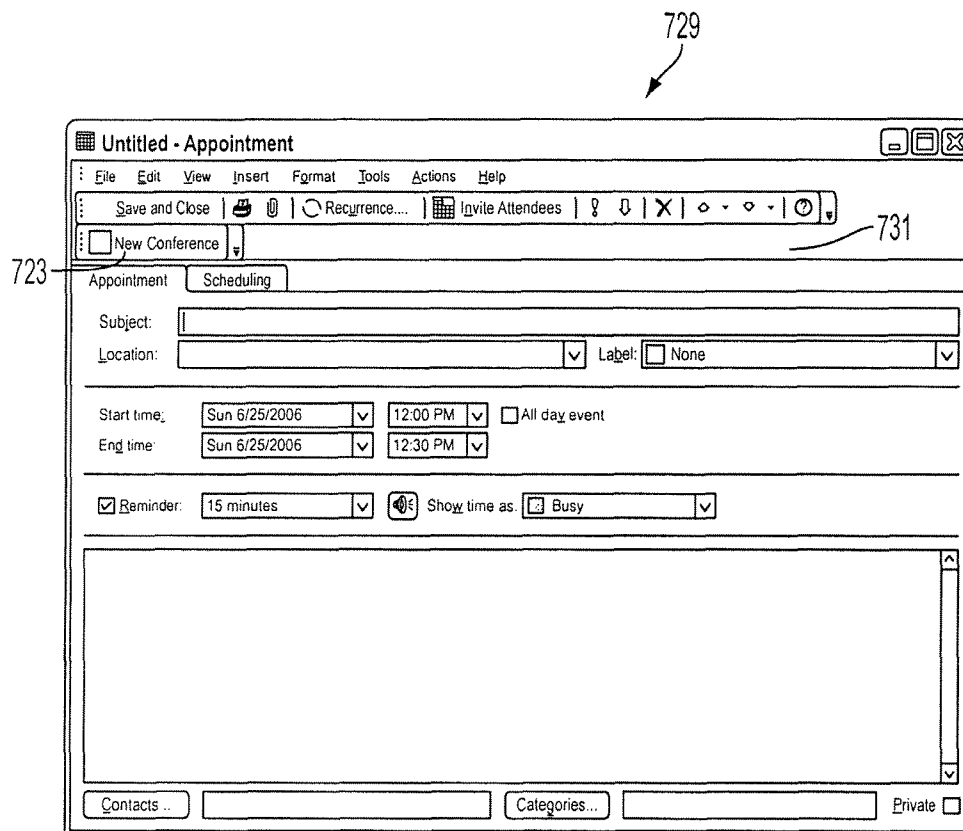 729
Untitled - Appointment
File Edit View Insert Format Tools Actions Help
Save and Close Recurrence.... Invite Attendees
731
New Conference
723
Appointment Scheduling
Subject:
Location: Label: None
Start time: Sun 6/25/2006 12:00 PM All day event
End time: Sun 6/25/2006 12:30 PM
Reminder: 15 minutes Show time as. Busy
Contacts .. Categories... Private